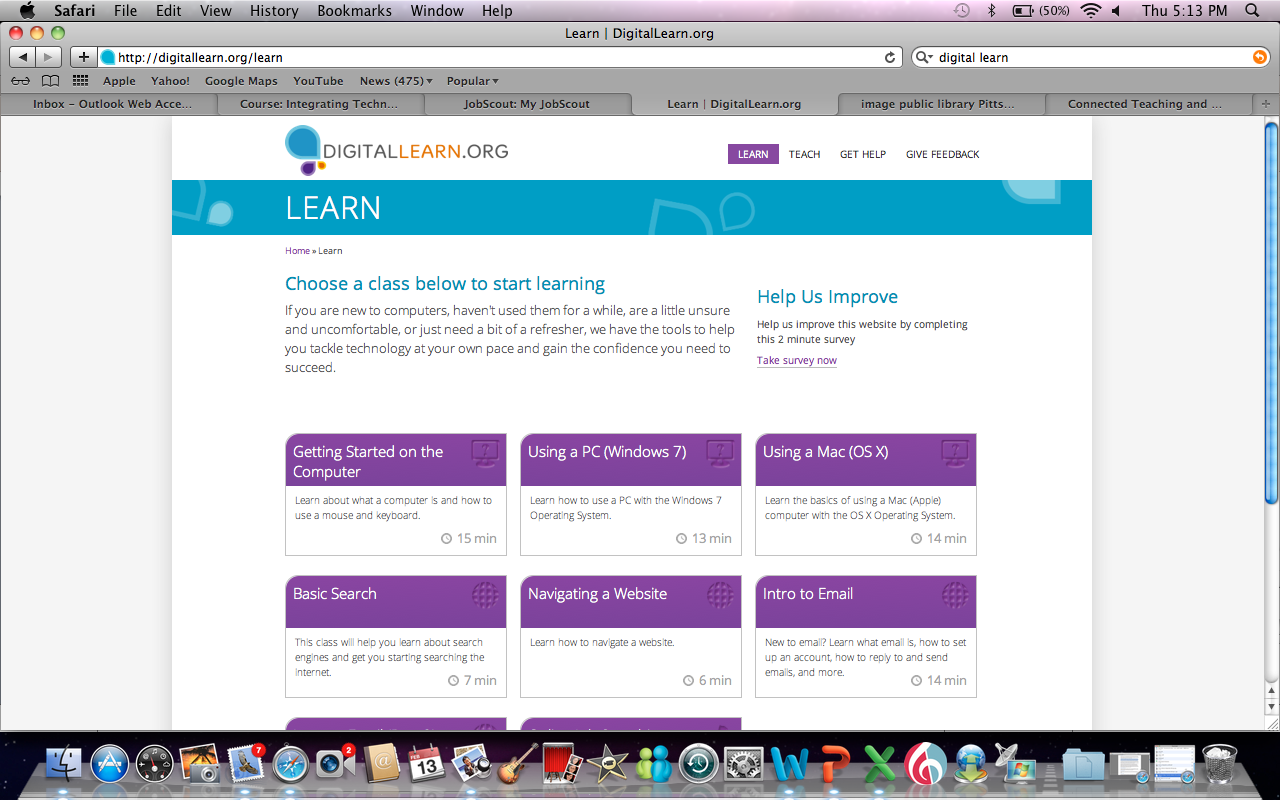 Safari File Edit View History Bookmarks Window Help (50%) Thu 5:13 PM
Learn | DigitalLearn.org
http://digitallearn.org/learn digital learn
Apple Yahoo! Google Maps YouTube News (475) Popular
Inbox – Outlook Web Acce... Course: Integrating Techn... JobScout: My JobScout Learn | DigitalLearn.org image public library Pitts... Connected Teaching and ...
DIGITALLEARN.ORG
LEARN TEACH GET HELP GIVE FEEDBACK
LEARN
Home » Learn
Choose a class below to start learning
If you are new to computers, haven't used them for a while, are a little unsure
and uncomfortable, or just need a bit of a refresher, we have the tools to help
you tackle technology at your own pace and gain the confidence you need to
succeed.
Help Us Improve
Help us improve this website by completing
this 2 minute survey
Take survey now
Getting Started on the
Computer
Learn about what a computer is and how to
use a mouse and keyboard.
15 min
Using a PC (Windows 7)
Learn how to use a PC with the Windows 7
Operating System.
13 min
Using a Mac (OS X)
Learn the basics of using a Mac (Apple)
computer with the OS X Operating System.
14 min
Basic Search
This class will help you learn about search
engines and get you starting searching the
internet.
7 min
Navigating a Website
Learn how to navigate a website.
6 min
Intro to Email
New to email? Learn what email is, how to set
up an account, how to reply to and send
emails, and more.
14 min
7
2
FEB
13